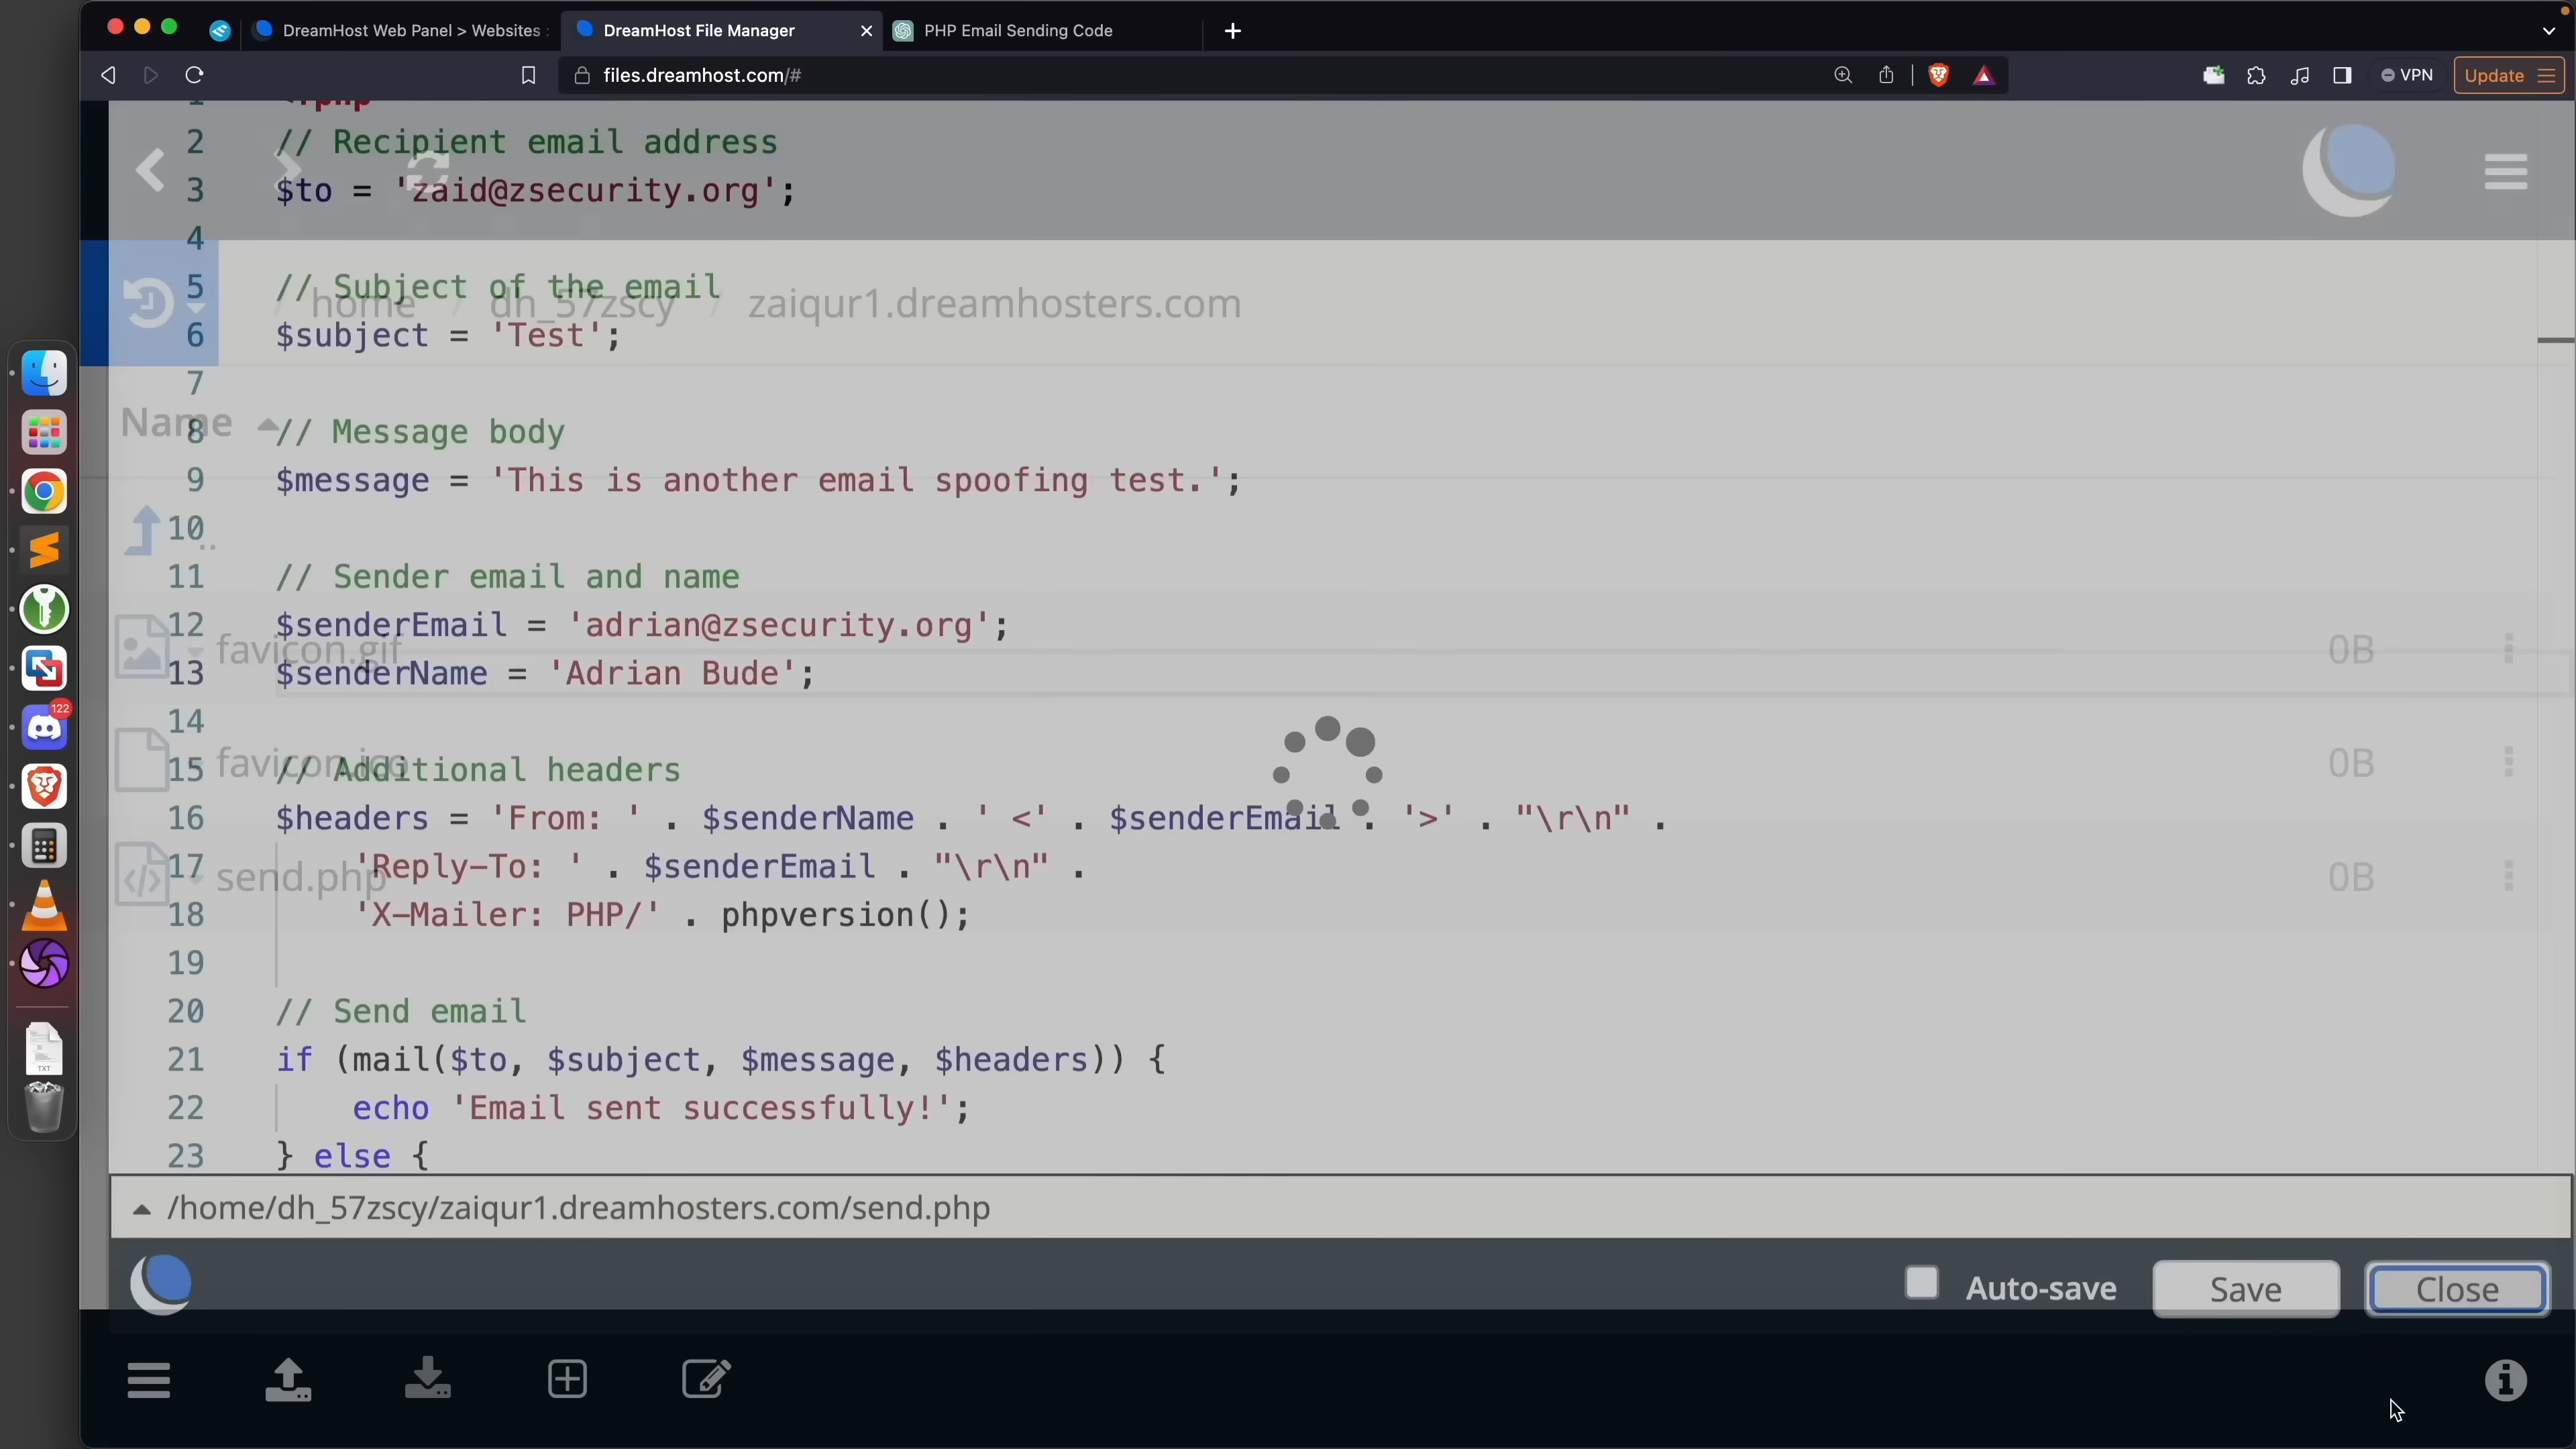 DreamHost Web Panel > Websites :
DreamHost File Manager
PHP Email Sending Code
files.dreamhost.com/#
VPN
Update
1 <?php
2 // Recipient email address
3 $to = 'zaid@zsecurity.org';
4
5 // Subject of the email
home / dh_57zscy / zaiqur1.dreamhosters.com
6 $subject = 'Test';
7
Name
8 // Message body
9 $message = 'This is another email spoofing test.';
10
..
11 // Sender email and name
12 $senderEmail = 'adrian@zsecurity.org';
favicon.gif 0B
13 $senderName = 'Adrian Bude';
14
15 // Additional headers
favicon.ico 0B
16 $headers = 'From: ' . $senderName . ' <' . $senderEmail . '>' . "\r\n" .
17 'Reply-To: ' . $senderEmail . "\r\n" .
send.php 0B
18 'X-Mailer: PHP/' . phpversion();
19
20 // Send email
21 if (mail($to, $subject, $message, $headers)) {
22 echo 'Email sent successfully!';
23 } else {
/home/dh_57zscy/zaiqur1.dreamhosters.com/send.php
Auto-save
Save
Close
122
TXT